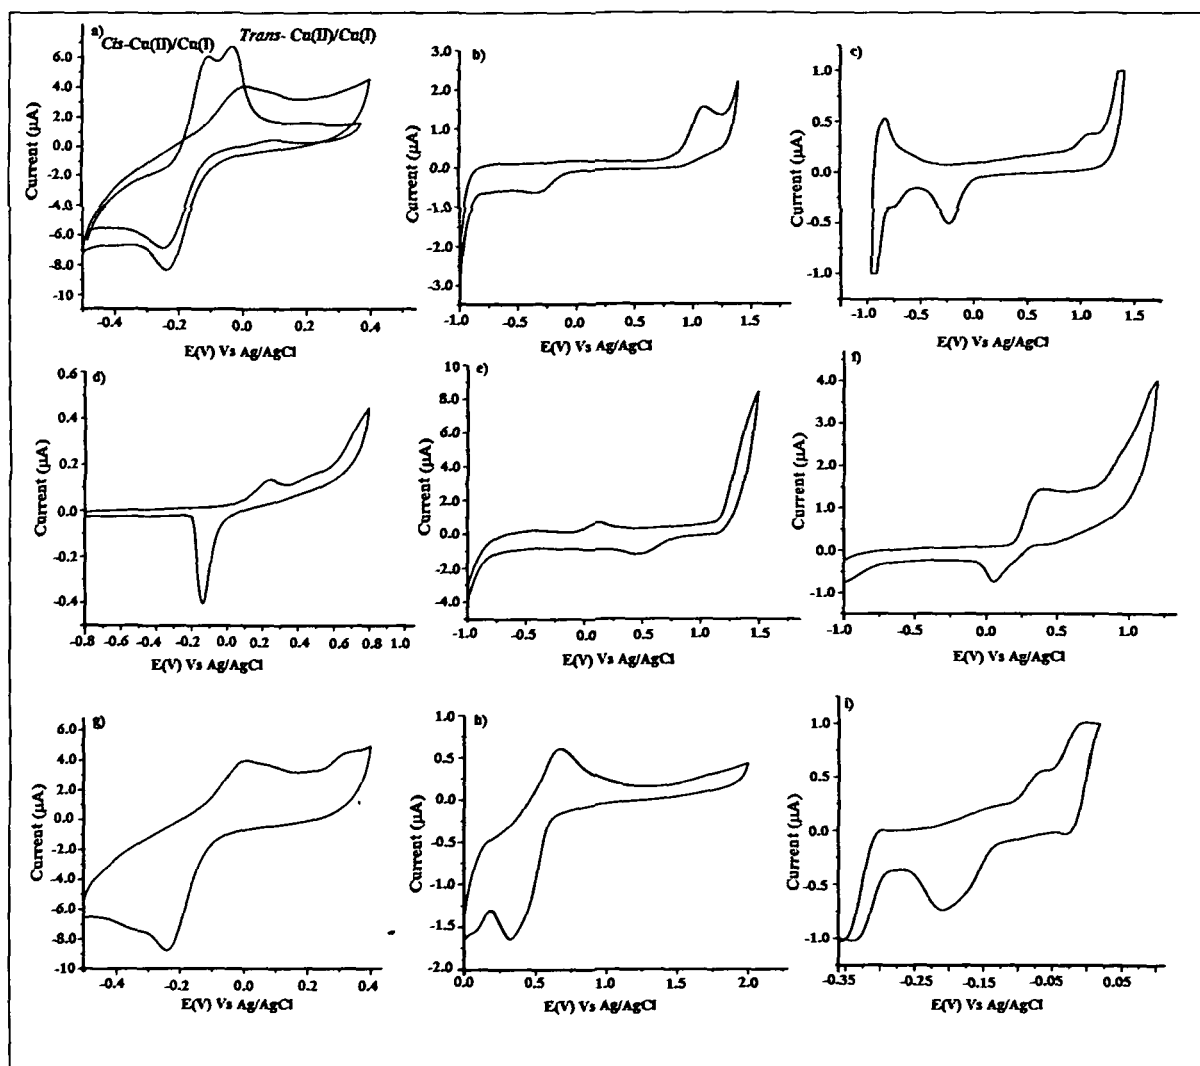 a) Cis-Cu(II)/Cu(I) Trans- Cu(II)/Cu(I)
6.0
4.0
2.0
0.0
-2.0
-4.0
-6.0
-8.0
-10
Current (µA)
-0.4 -0.2 0.0 0.2 0.4
E(V) Vs Ag/AgCl
b)
3.0
2.0
1.0
0.0
-1.0
-2.0
-3.0
Current (µA)
-1.0 -0.5 0.0 0.5 1.0 1.5
E(V) Vs Ag/AgCl
c)
1.0
0.5
0.0
-0.5
-1.0
Current (µA)
-1.0 -0.5 0.0 0.5 1.0 1.5
E(V) Vs Ag/AgCl
d)
0.6
0.4
0.2
0.0
-0.2
-0.4
Current (µA)
-0.8 -0.6 -0.4 -0.2 0.0 0.2 0.4 0.6 0.8 1.0
E(V) Vs Ag/AgCl
e)
10
8.0
6.0
4.0
2.0
0.0
-2.0
-4.0
Current (µA)
-1.0 -0.5 0.0 0.5 1.0 1.5
E(V) Vs Ag/AgCl
f)
4.0
3.0
2.0
1.0
0.0
-1.0
Current (µA)
-1.0 -0.5 0.0 0.5 1.0
E(V) Vs Ag/AgCl
g)
6.0
4.0
2.0
0.0
-2.0
-4.0
-6.0
-8.0
-10
Current (µA)
-0.4 -0.2 0.0 0.2 0.4
E(V) Vs Ag/AgCl
h)
1.0
0.5
0.0
-0.5
-1.0
-1.5
-2.0
Current (µA)
0.0 0.5 1.0 1.5 2.0
E(V) Vs Ag/AgCl
i)
1.0
0.5
0.0
-0.5
-1.0
Current (µA)
-0.35 -0.25 -0.15 -0.05 0.05
E(V) Vs Ag/AgCl